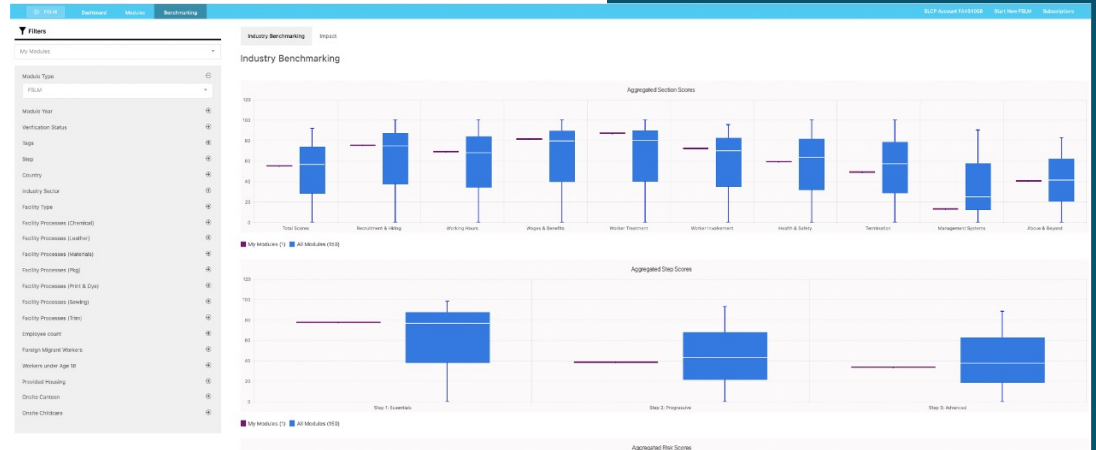 FSLM Dashboard Modules Benchmarking SLCP Account FA494008 Start New FSLM Subscriptions
Filters
My Modules
Module Type
FSLM
Module Year
Verification Status
Tags
Step
Country
Industry Sector
Facility Type
Facility Processes (Chemical)
Facility Processes (Leather)
Facility Processes (Materials)
Facility Processes (Pkg)
Facility Processes (Print & Dye)
Facility Processes (Sewing)
Facility Processes (Trim)
Employee count
Foreign Migrant Workers
Workers under Age 18
Provided Housing
Onsite Canteen
Onsite Childcare
Industry Benchmarking Impact
Industry Benchmarking
Aggregated Section Scores
120
100
80
60
40
20
0
Total Scores Recruitment & Hiring Working Hours Wages & Benefits Worker Treatment Worker Involvement Health & Safety Termination Management Systems Above & Beyond
My Modules (1) All Modules (153)
Aggregated Step Scores
120
100
80
60
40
20
0
Step 1: Essentials Step 2: Progressive Step 3: Advanced
My Modules (1) All Modules (153)
Aggregated Risk Scores